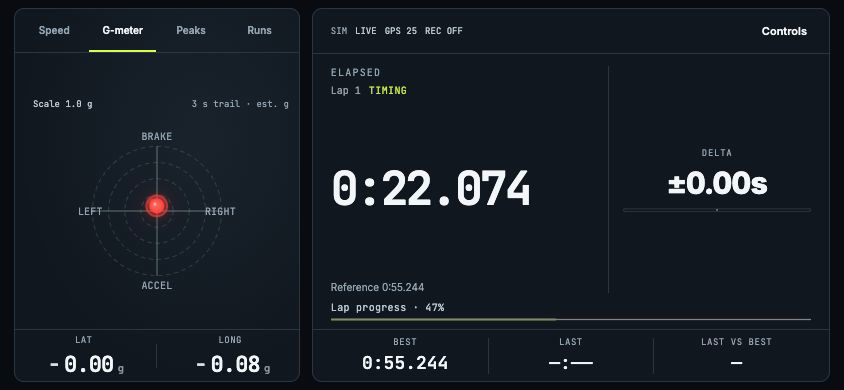 Speed G-meter Peaks Runs
Scale 1.0 g 3 s trail · est. g
BRAKE
LEFT RIGHT
ACCEL
LAT LONG
-0.00 g -0.08 g
SIM LIVE GPS 25 REC OFF Controls
ELAPSED
Lap 1 TIMING
0:22.074
DELTA
±0.00s
Reference 0:55.244
Lap progress · 47%
BEST LAST LAST VS BEST
0:55.244 —:—— —